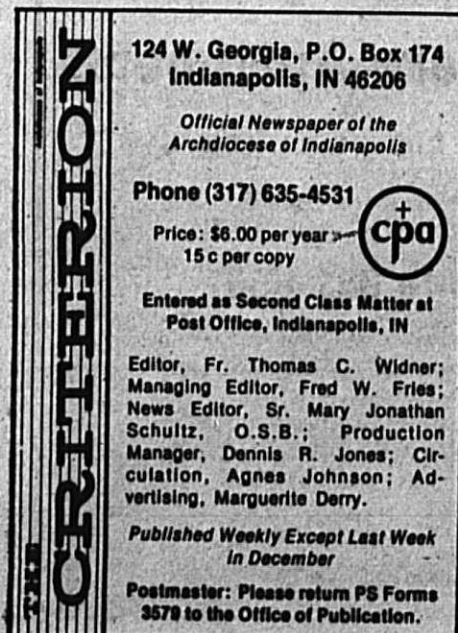 THE
CRITERION
124 W. Georgia, P.O. Box 174
Indianapolis, IN 46206
Official Newspaper of the
Archdiocese of Indianapolis
Phone (317) 635-4531
Price: $6.00 per year
15 c per copy
cpa
Entered as Second Class Matter at
Post Office, Indianapolis, IN
Editor, Fr. Thomas C. Widner;
Managing Editor, Fred W. Fries;
News Editor, Sr. Mary Jonathan
Schultz, O.S.B.; Production
Manager, Dennis R. Jones; Cir-
culation, Agnes Johnson; Ad-
vertising, Marguerite Derry.
Published Weekly Except Last Week
in December
Postmaster: Please return PS Forms
3579 to the Office of Publication.